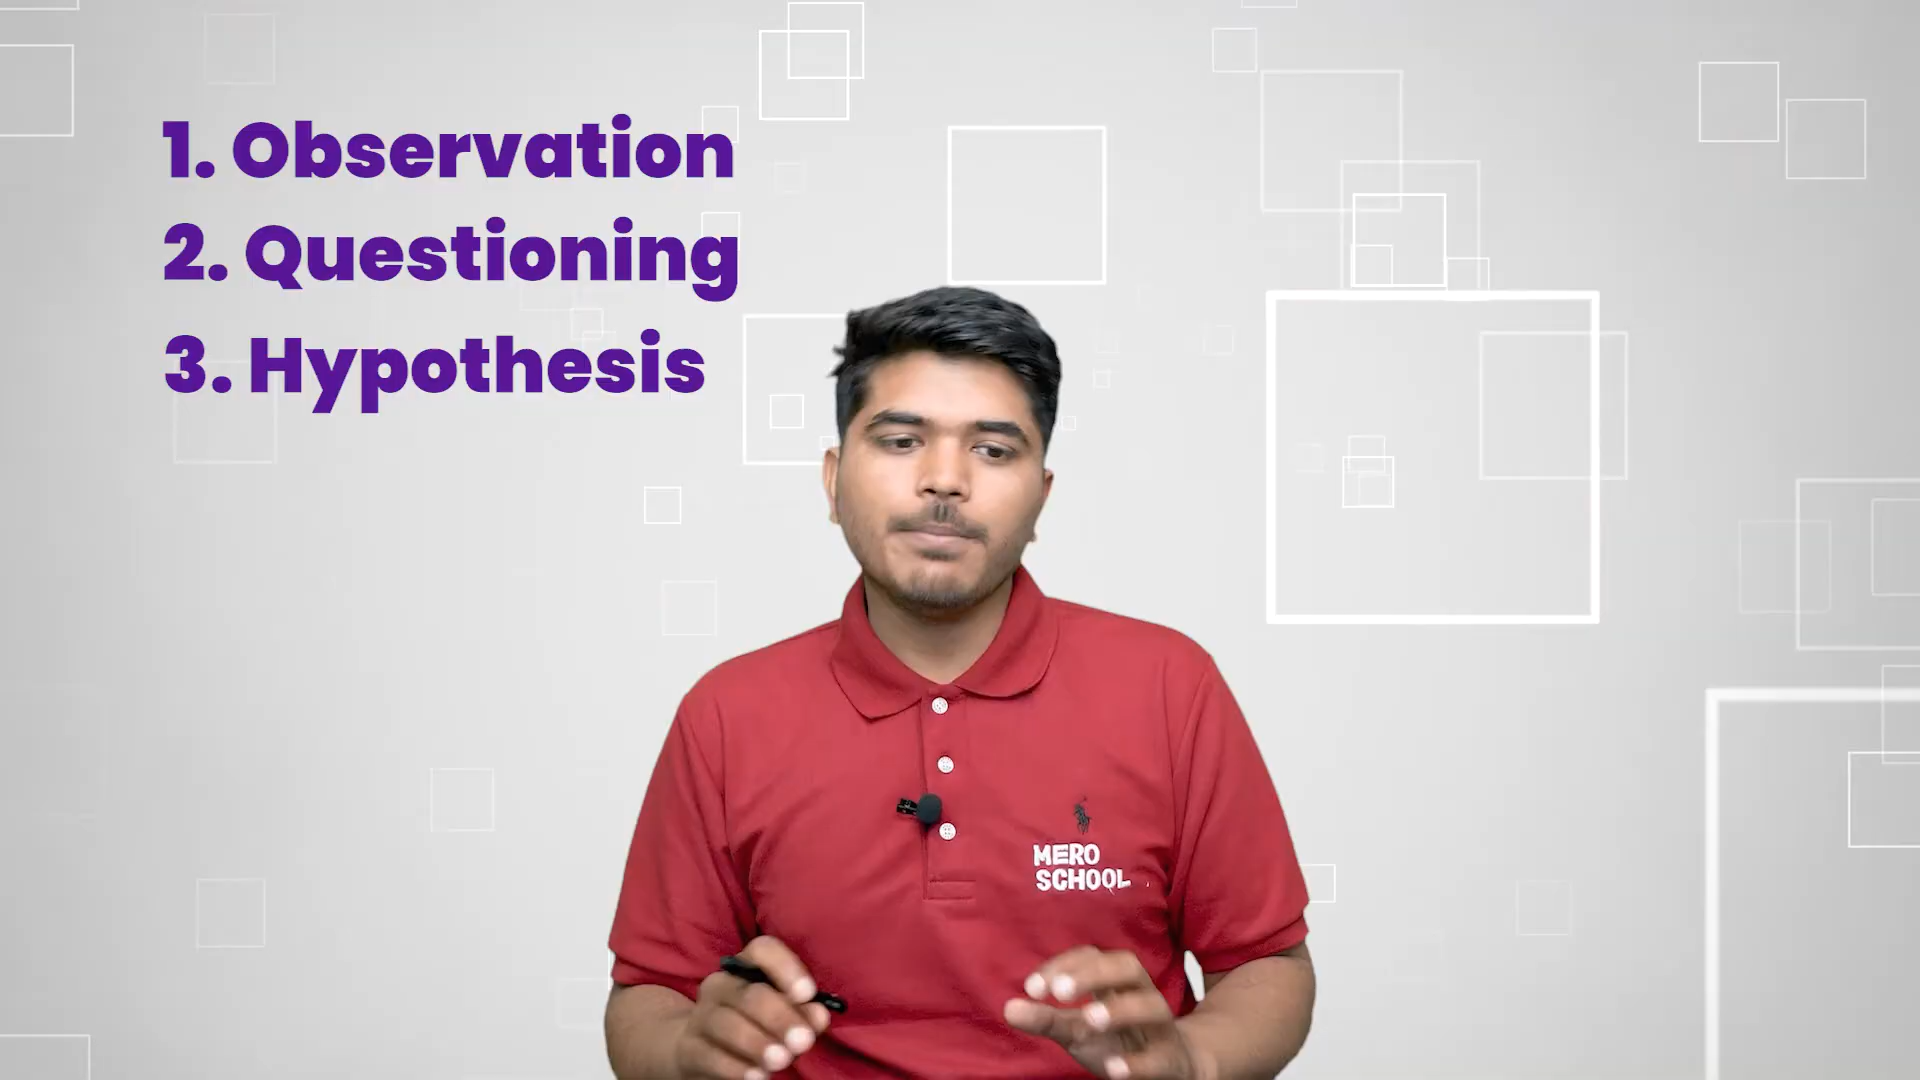 1. Observation
2. Questioning
3. Hypothesis
MERO
SCHOOL